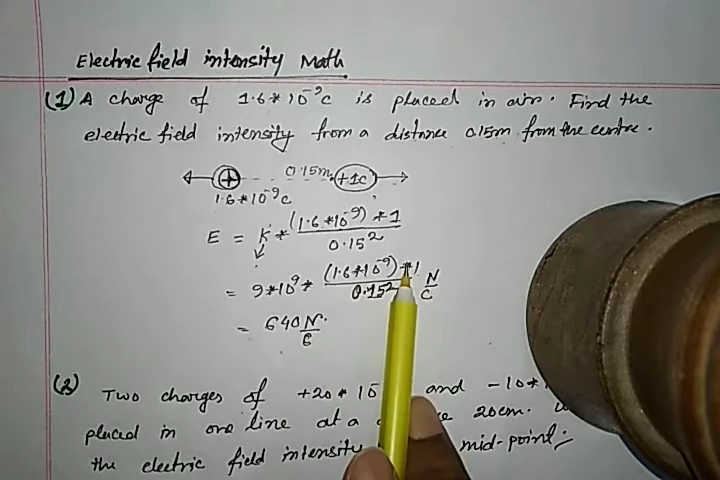 Electric field intensity Math
(1) A charge of 1.6*10⁻⁹c is placed in air. Find the
electric field intensity from a distance 0.15m from the centre.
+ 0.15m. +1c
1.6*10⁻⁹c
E = K* (1.6*10⁻⁹)*1 / 0.15²
= 9*10⁹* (1.6*10⁻⁹)*1 / 0.15² N/C
= 640 N/C
(2) Two charges of +20*10 and -10*
placed in one line at a 20cm.
the electric field intensity mid-point:-